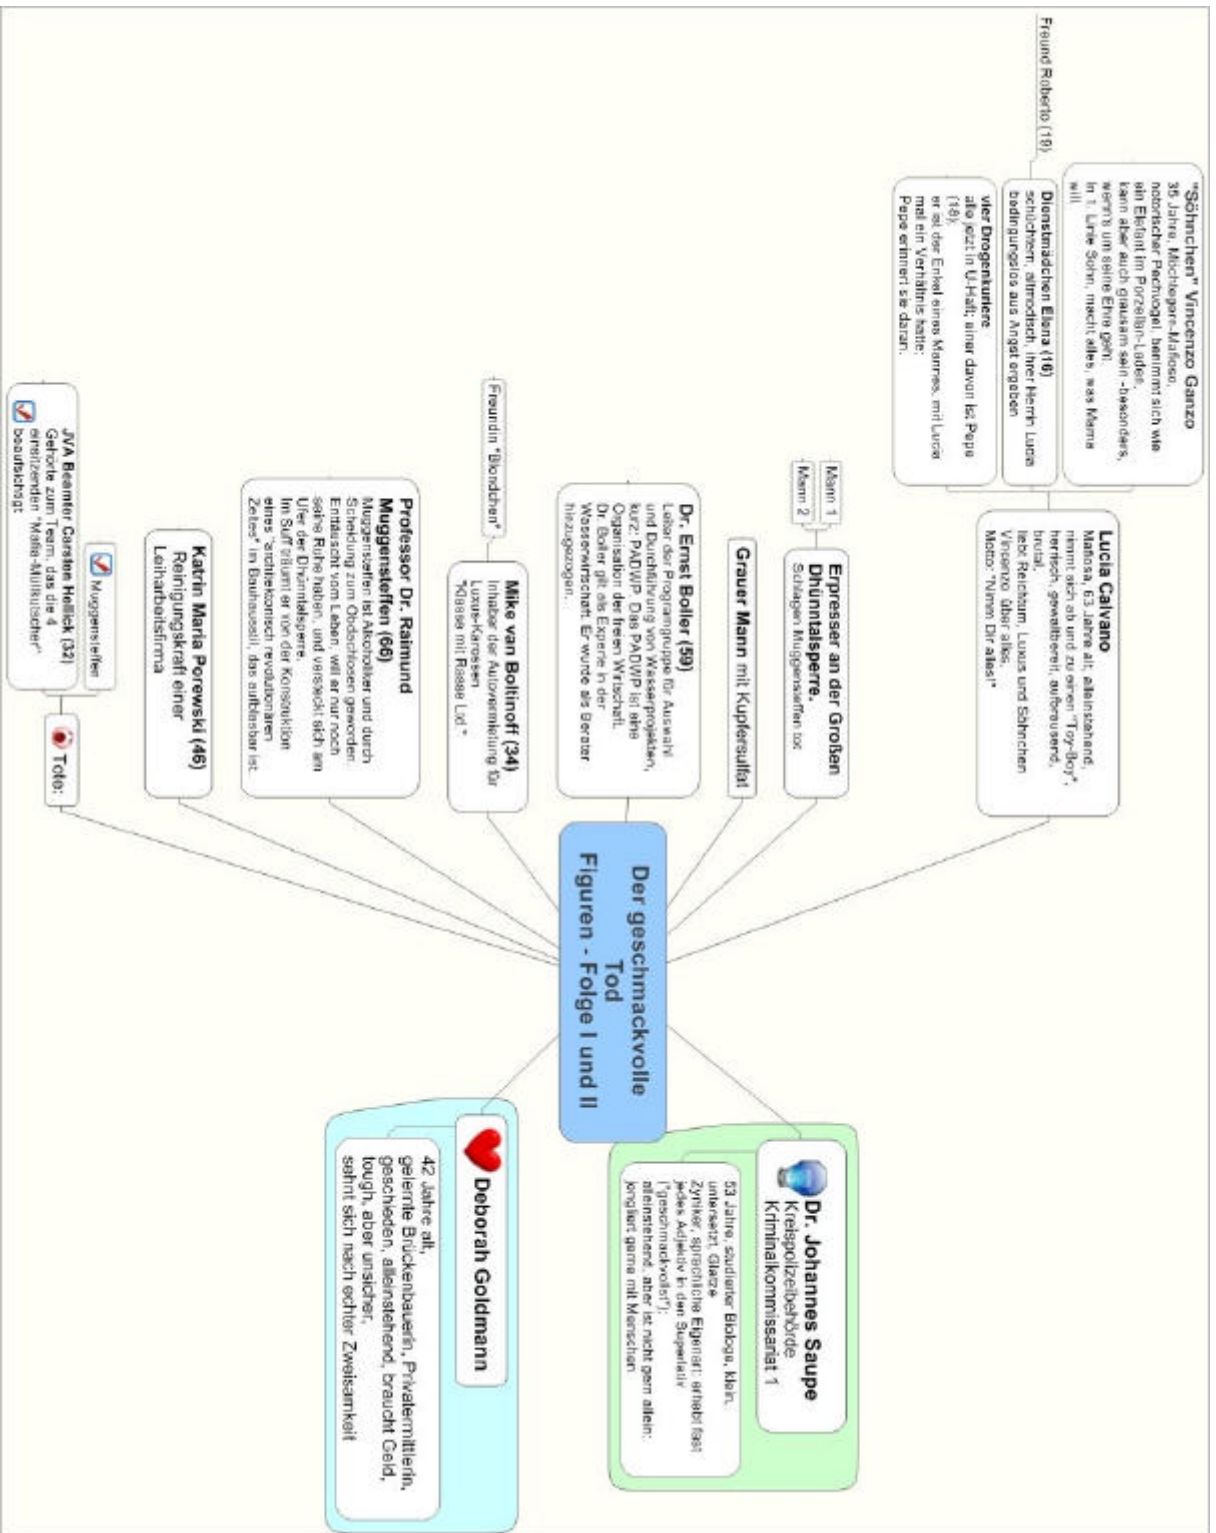 Der geschmackvolle
Tod
Figuren - Folge I und II
Dr. Johannes Saupe
Kreispolizeibehörde
Kriminalkommissariat 1
53 Jahre, studierter Biologe, klein,
untersetzt, Glatze
Zyniker, sprachliche Eigenart: erhebt fast
jedes Adjektiv in den Superlativ
("geschmackvollst");
alleinstehend, aber ist nicht gern allein;
jongliert gerne mit Menschen
Deborah Goldmann
42 Jahre alt,
gelernte Brückenbauerin, Privatermittlerin,
geschieden, alleinstehend, braucht Geld,
tough, aber unsicher,
sehnt sich nach echter Zweisamkeit
Lucia Calvano
Mafiosa, 63 Jahre alt, alleinstehend,
nimmt sich ab und zu einen "Toy-Boy",
herrisch, gewaltbereit, aufbrausend,
brutal,
liebt Reichtum, Luxus und Söhnchen
Vincenzo über alles.
Motto: "Nimm Dir alles!"
"Söhnchen" Vincenzo Ganzo
35 Jahre, Möchtegern-Mafioso,
notorischer Pechvogel, benimmt sich wie
ein Elefant im Porzellan-Laden,
kann aber auch grausam sein -besonders,
wenn's um seine Ehre geht.
In 1. Linie Sohn, macht alles, was Mama
will
Dienstmädchen Elena (16)
schüchtern, altmodisch, ihrer Herrin Lucia
bedingungslos aus Angst ergeben
Freund Roberto (19)
vier Drogenkuriere
alle jetzt in U-Haft; einer davon ist Pepe
(18);
er ist der Enkel eines Mannes, mit Lucia
mal ein Verhältnis hatte;
Pepe erinnert sie daran.
Erpresser an der Großen
Dhünntalsperre.
Schlagen Muggensteffen tot
Mann 1
Mann 2
Grauer Mann mit Kupfersulfat
Dr. Ernst Boller (59)
Leiter der Programgruppe für Auswahl
und Durchführung von Wasserprojekten,
kurz: PADWP. Das PADWP ist eine
Organisation der freien Wirtschaft.
Dr. Boller gilt als Experte in der
Wasserwirtschaft. Er wurde als Berater
hinzugezogen.
Mike van Boltinoff (34)
Inhaber der Autovermietung für
Luxus-Karossen
"Klasse mit Rasse Ltd."
Freundin "Blondchen"
Professor Dr. Raimund
Muggensteffen (66)
Muggensteffen ist Alkoholiker und durch
Scheidung zum Obdachlosen geworden.
Enttäuscht vom Leben, will er nur noch
seine Ruhe haben, und versteckt sich am
Ufer der Dhünntalsperre.
Im Suff träumt er von der Konstruktion
eines "architektonisch revolutionären
Zeltes" im Bauhausstil, das aufblasbar ist
Katrin Maria Porewski (46)
Reinigungskraft einer
Leiharbeitsfirma
Tote:
Muggensteffen
JVA Beamter Carsten Hellick (32)
Gehörte zum Team, das die 4
einsitzenden "Mafia-Mulikutscher"
beaufsichtigt